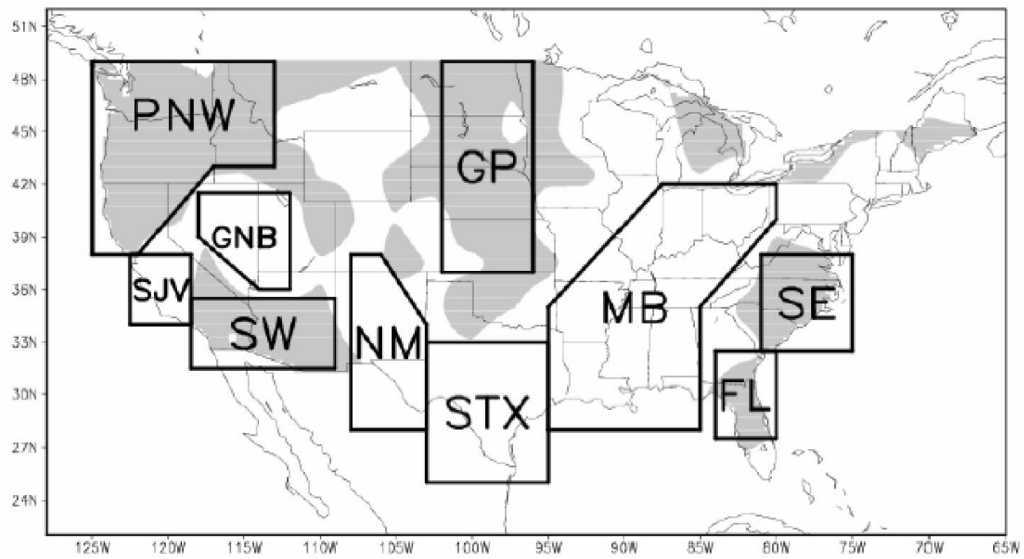 51N
48N
45N
42N
39N
36N
33N
30N
27N
24N
PNW
GP
GNB
SJV
SW
NM
STX
MB
SE
FL
125W 120W 115W 110W 105W 100W 95W 90W 85W 80W 75W 70W 65W